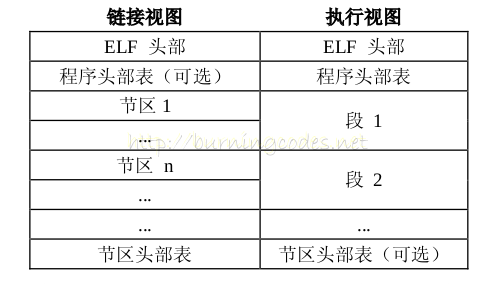 链接视图 执行视图
ELF 头部 ELF 头部
程序头部表（可选） 程序头部表
节区 1 段 1
...
http://burningcodes.net
节区 n 段 2
...
... ...
节区头部表 节区头部表（可选）